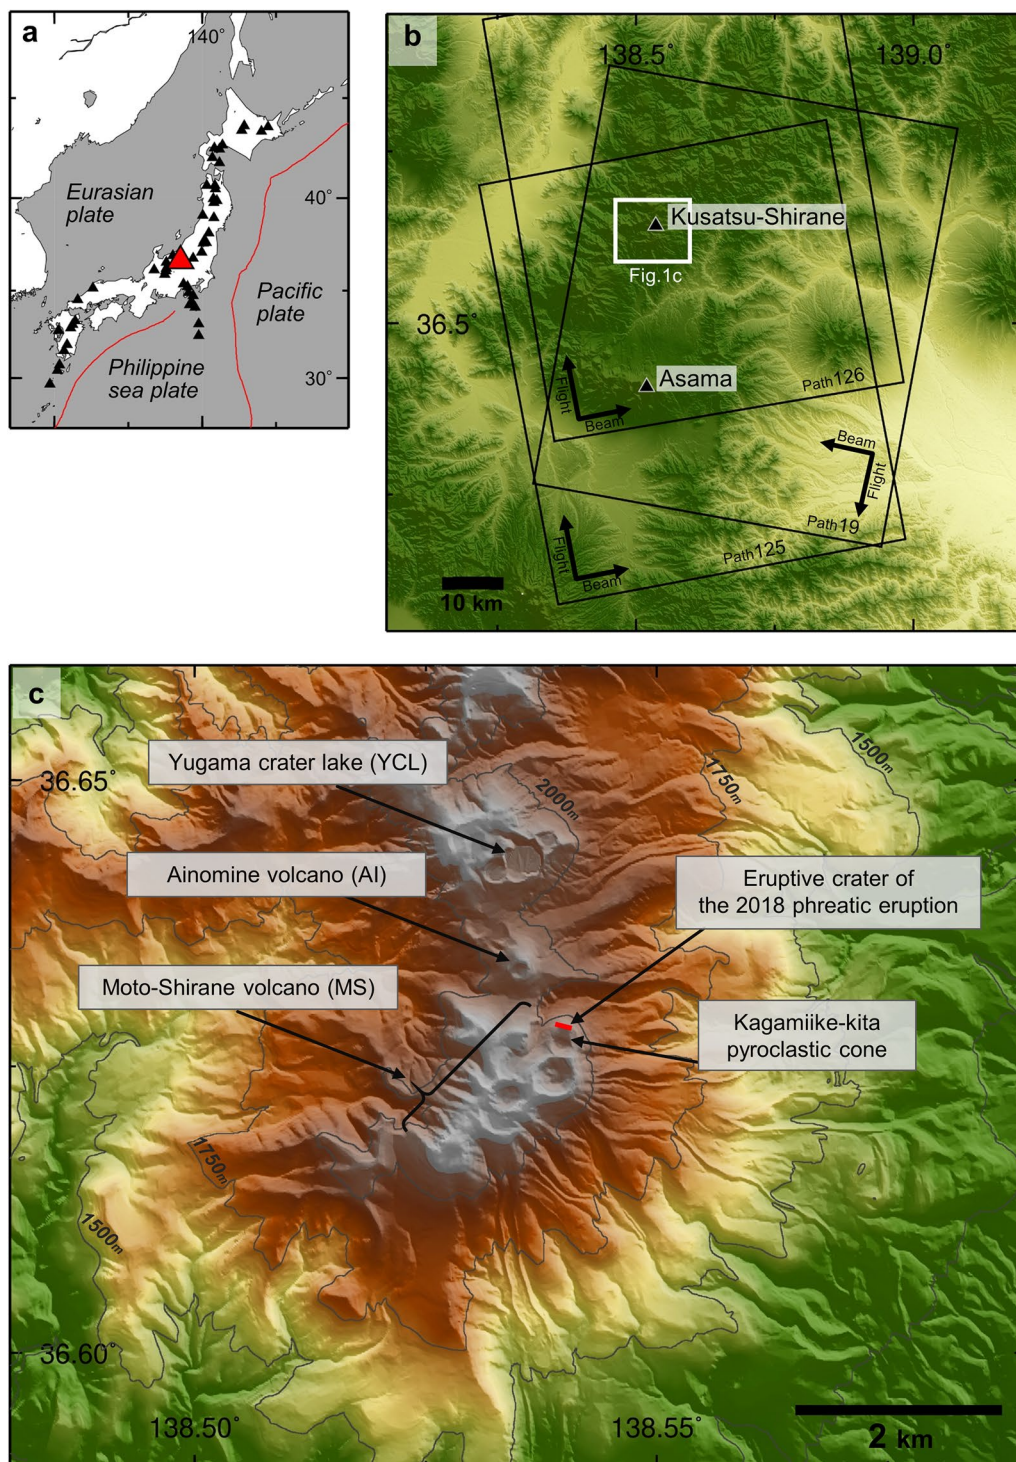 a
140°
Eurasian
plate
40°
Pacific
plate
Philippine
sea plate
30°
b
138.5°
139.0°
Kusatsu-Shirane
Fig.1c
36.5°
Asama
Path126
Flight
Beam
Beam
Flight
Path19
Path125
Flight
Beam
10 km
c
1500m
Yugama crater lake (YCL)
1750m
36.65°
2000m
Ainomine volcano (AI)
Eruptive crater of
the 2018 phreatic eruption
Moto-Shirane volcano (MS)
Kagamiike-kita
pyroclastic cone
1750m
1500m
36.60°
138.50°
138.55°
2 km